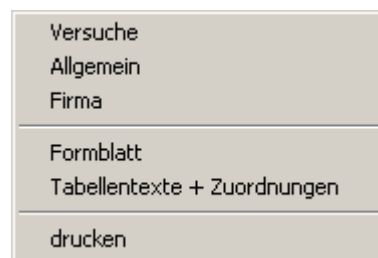 Versuche
Allgemein
Firma
Formblatt
Tabellentexte + Zuordnungen
drucken